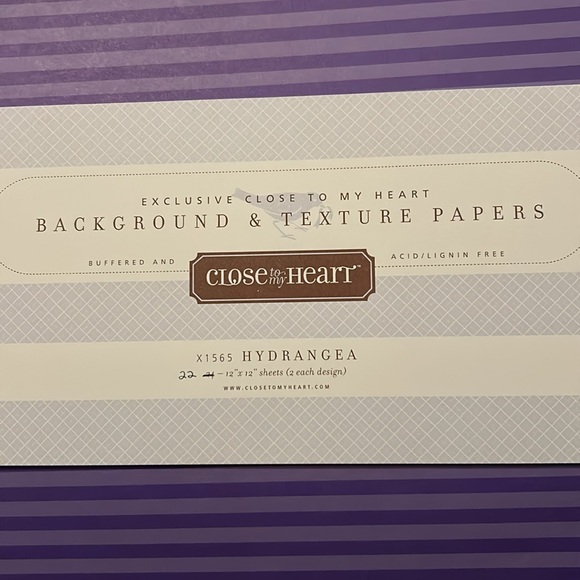 EXCLUSIVE CLOSE TO MY HEART
BACKGROUND & TEXTURE PAPERS
BUFFERED AND
ACID/LIGNIN FREE
CLOSE to my HEART™
X1565 HYDRANGEA
22 24 – 12"x 12" sheets (2 each design)
WWW.CLOSETOMYHEART.COM